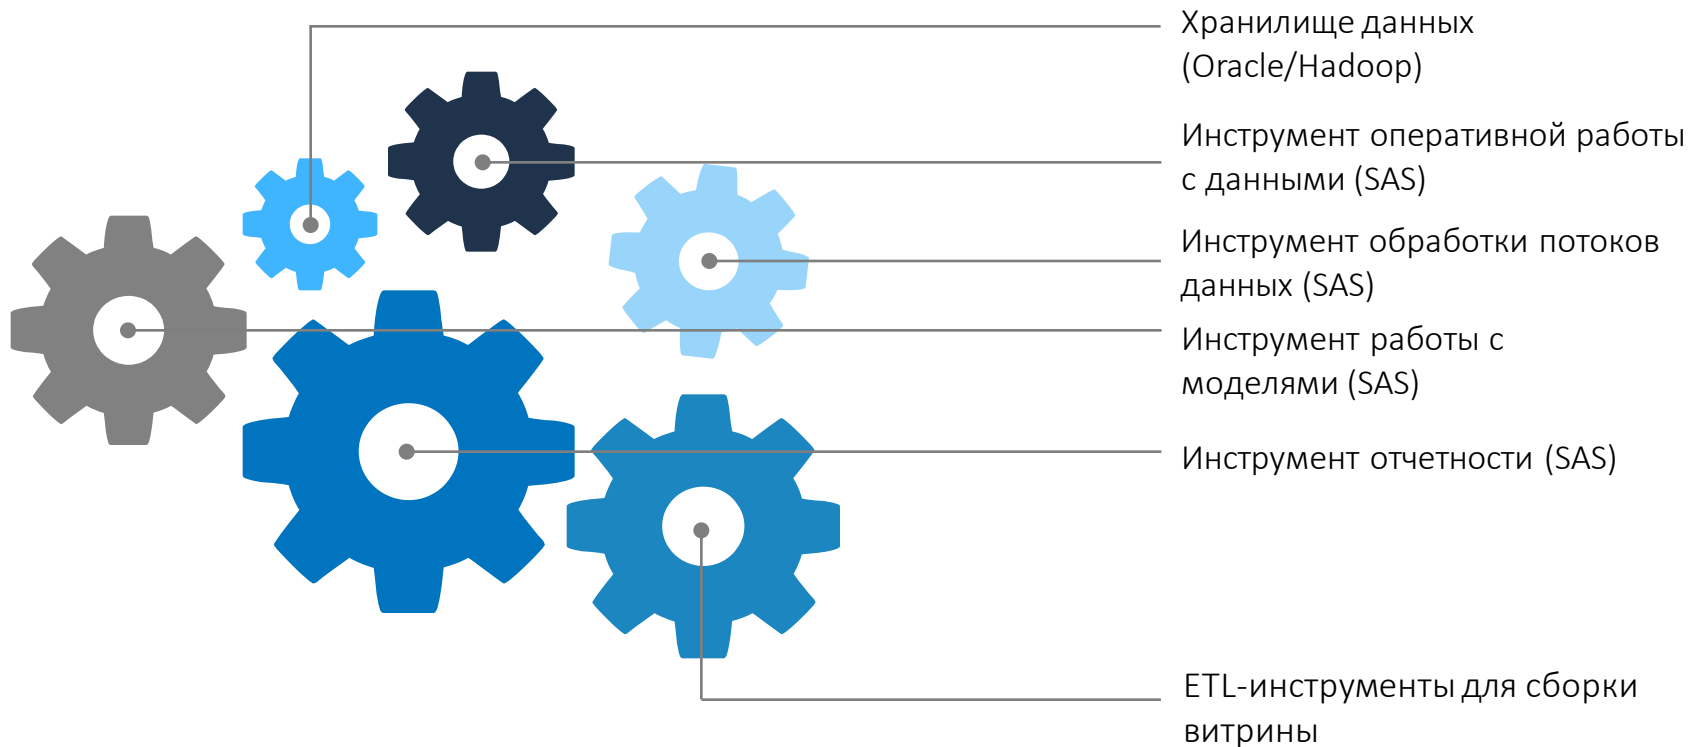 Хранилище данных
(Oracle/Hadoop)
Инструмент оперативной работы
с данными (SAS)
Инструмент обработки потоков
данных (SAS)
Инструмент работы с
моделями (SAS)
Инструмент отчетности (SAS)
ETL-инструменты для сборки
витрины